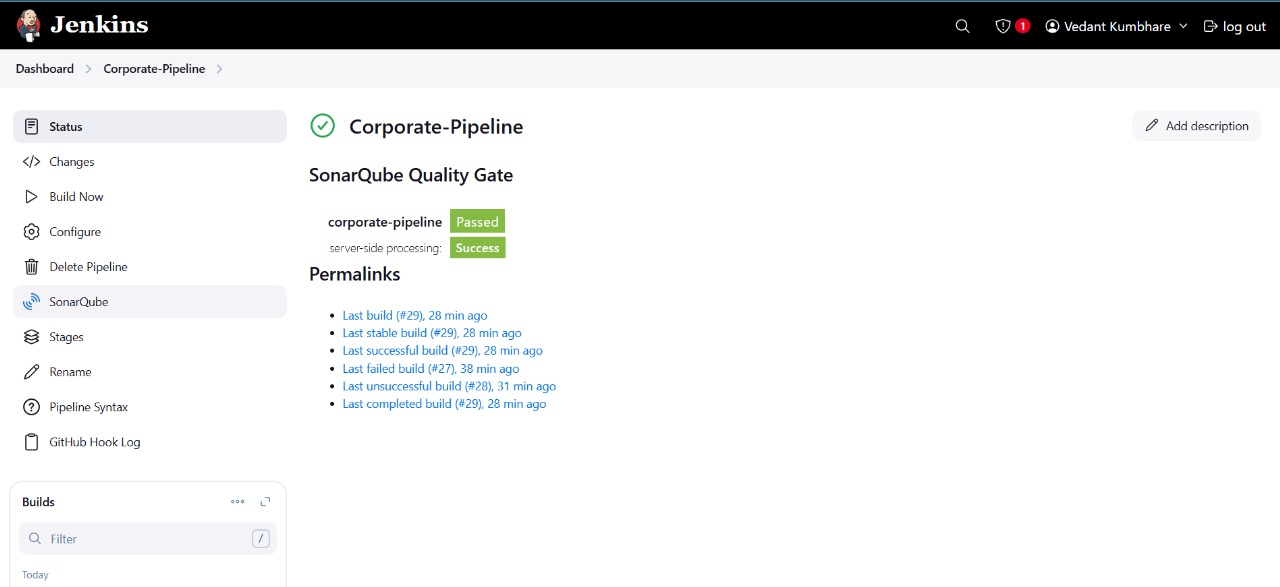 Jenkins
1
Vedant Kumbhare
log out
Dashboard
Corporate-Pipeline
Status
Changes
Build Now
Configure
Delete Pipeline
SonarQube
Stages
Rename
Pipeline Syntax
GitHub Hook Log
Builds
Filter
/
Today
Corporate-Pipeline
Add description
SonarQube Quality Gate
corporate-pipeline Passed
server-side processing: Success
Permalinks
Last build (#29), 28 min ago
Last stable build (#29), 28 min ago
Last successful build (#29), 28 min ago
Last failed build (#27), 38 min ago
Last unsuccessful build (#28), 31 min ago
Last completed build (#29), 28 min ago